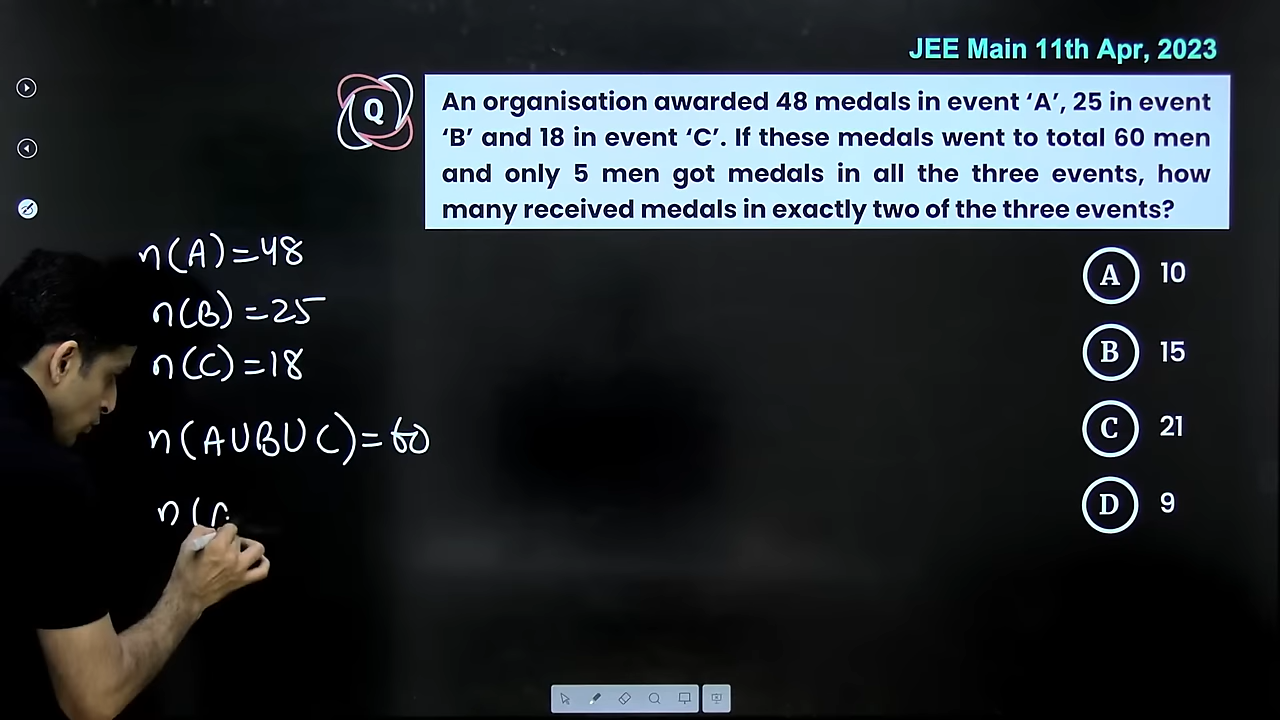 JEE Main 11th Apr, 2023
Q
An organisation awarded 48 medals in event ‘A’, 25 in event
‘B’ and 18 in event ‘C’. If these medals went to total 60 men
and only 5 men got medals in all the three events, how
many received medals in exactly two of the three events?
n(A)=48
n(B)=25
n(C)=18
n(A∪B∪C)=60
n(
A 10
B 15
C 21
D 9